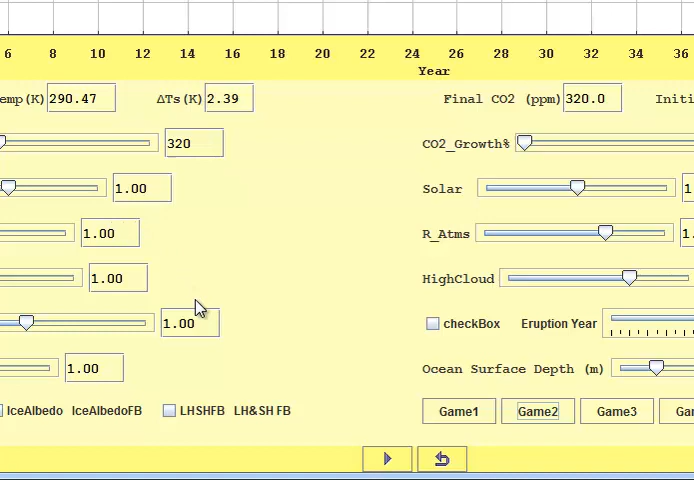 6 8 10 12 14 16 18 20 22 24 26 28 30 32 34 36
Year
emp(K) 290.47 ΔTs(K) 2.39 Final CO2 (ppm) 320.0 Initi
320 CO2_Growth%
1.00 Solar 1
1.00 R_Atms 1.
1.00 HighCloud
1.00 checkBox Eruption Year
1.00 Ocean Surface Depth (m)
IceAlbedo IceAlbedoFB LHSHFB LH&SH FB Game1 Game2 Game3 Ga